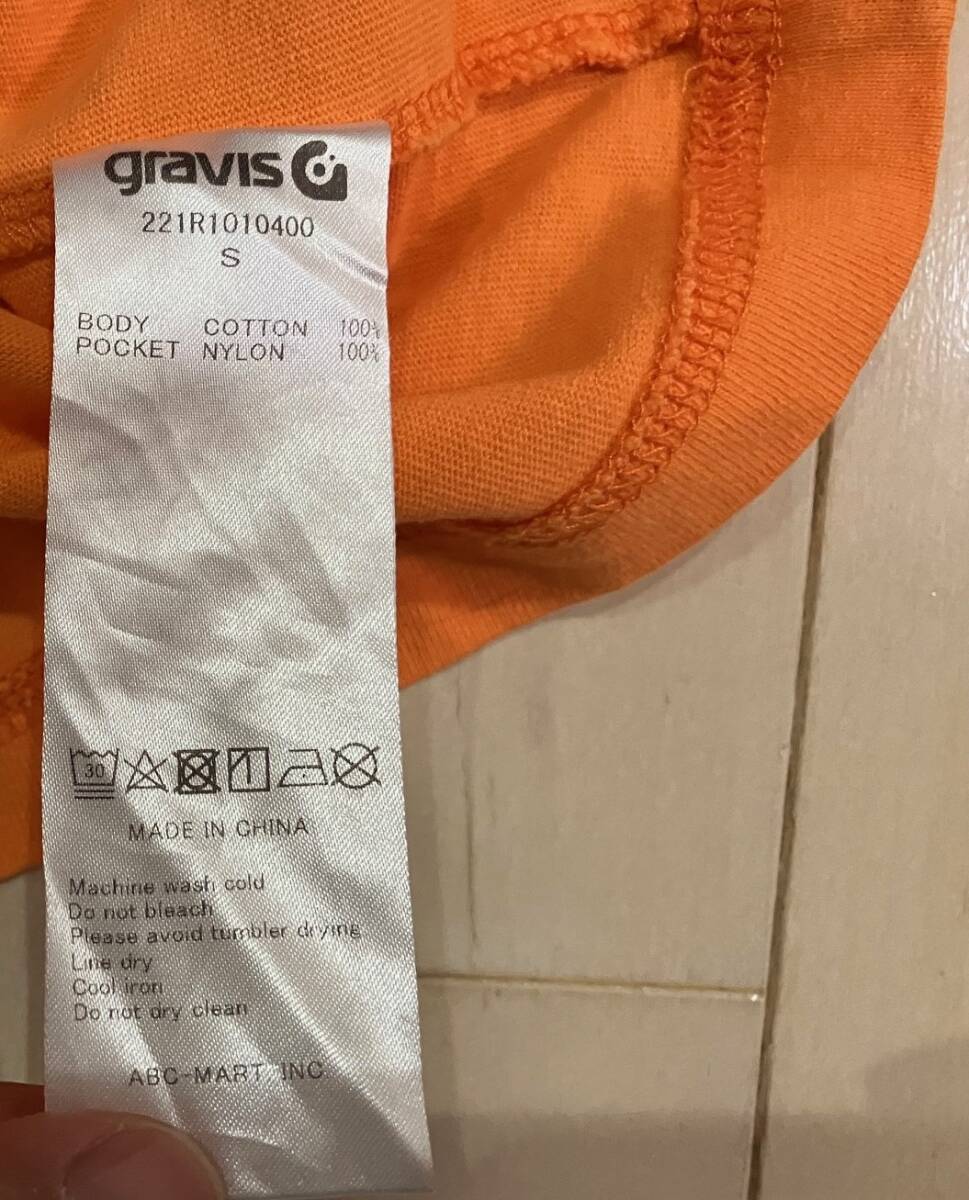 gravis
221R1010400
S
BODY COTTON 100%
POCKET NYLON 100%
30
MADE IN CHINA
Machine wash cold
Do not bleach
Please avoid tumbler drying
Line dry
Cool iron
Do not dry clean
ABC-MART INC.